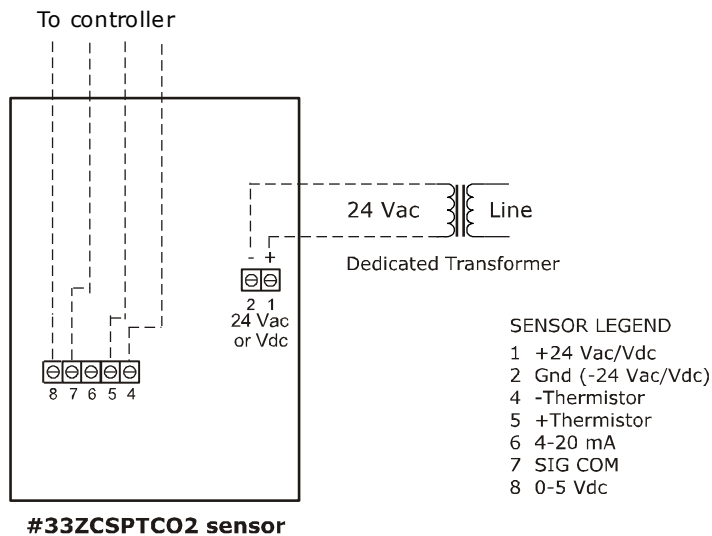 To controller
24 Vac
Line
Dedicated Transformer
- +
2 1
24 Vac
or Vdc
8 7 6 5 4
SENSOR LEGEND
1 +24 Vac/Vdc
2 Gnd (-24 Vac/Vdc)
4 -Thermistor
5 +Thermistor
6 4-20 mA
7 SIG COM
8 0-5 Vdc
#33ZCSPTCO2 sensor